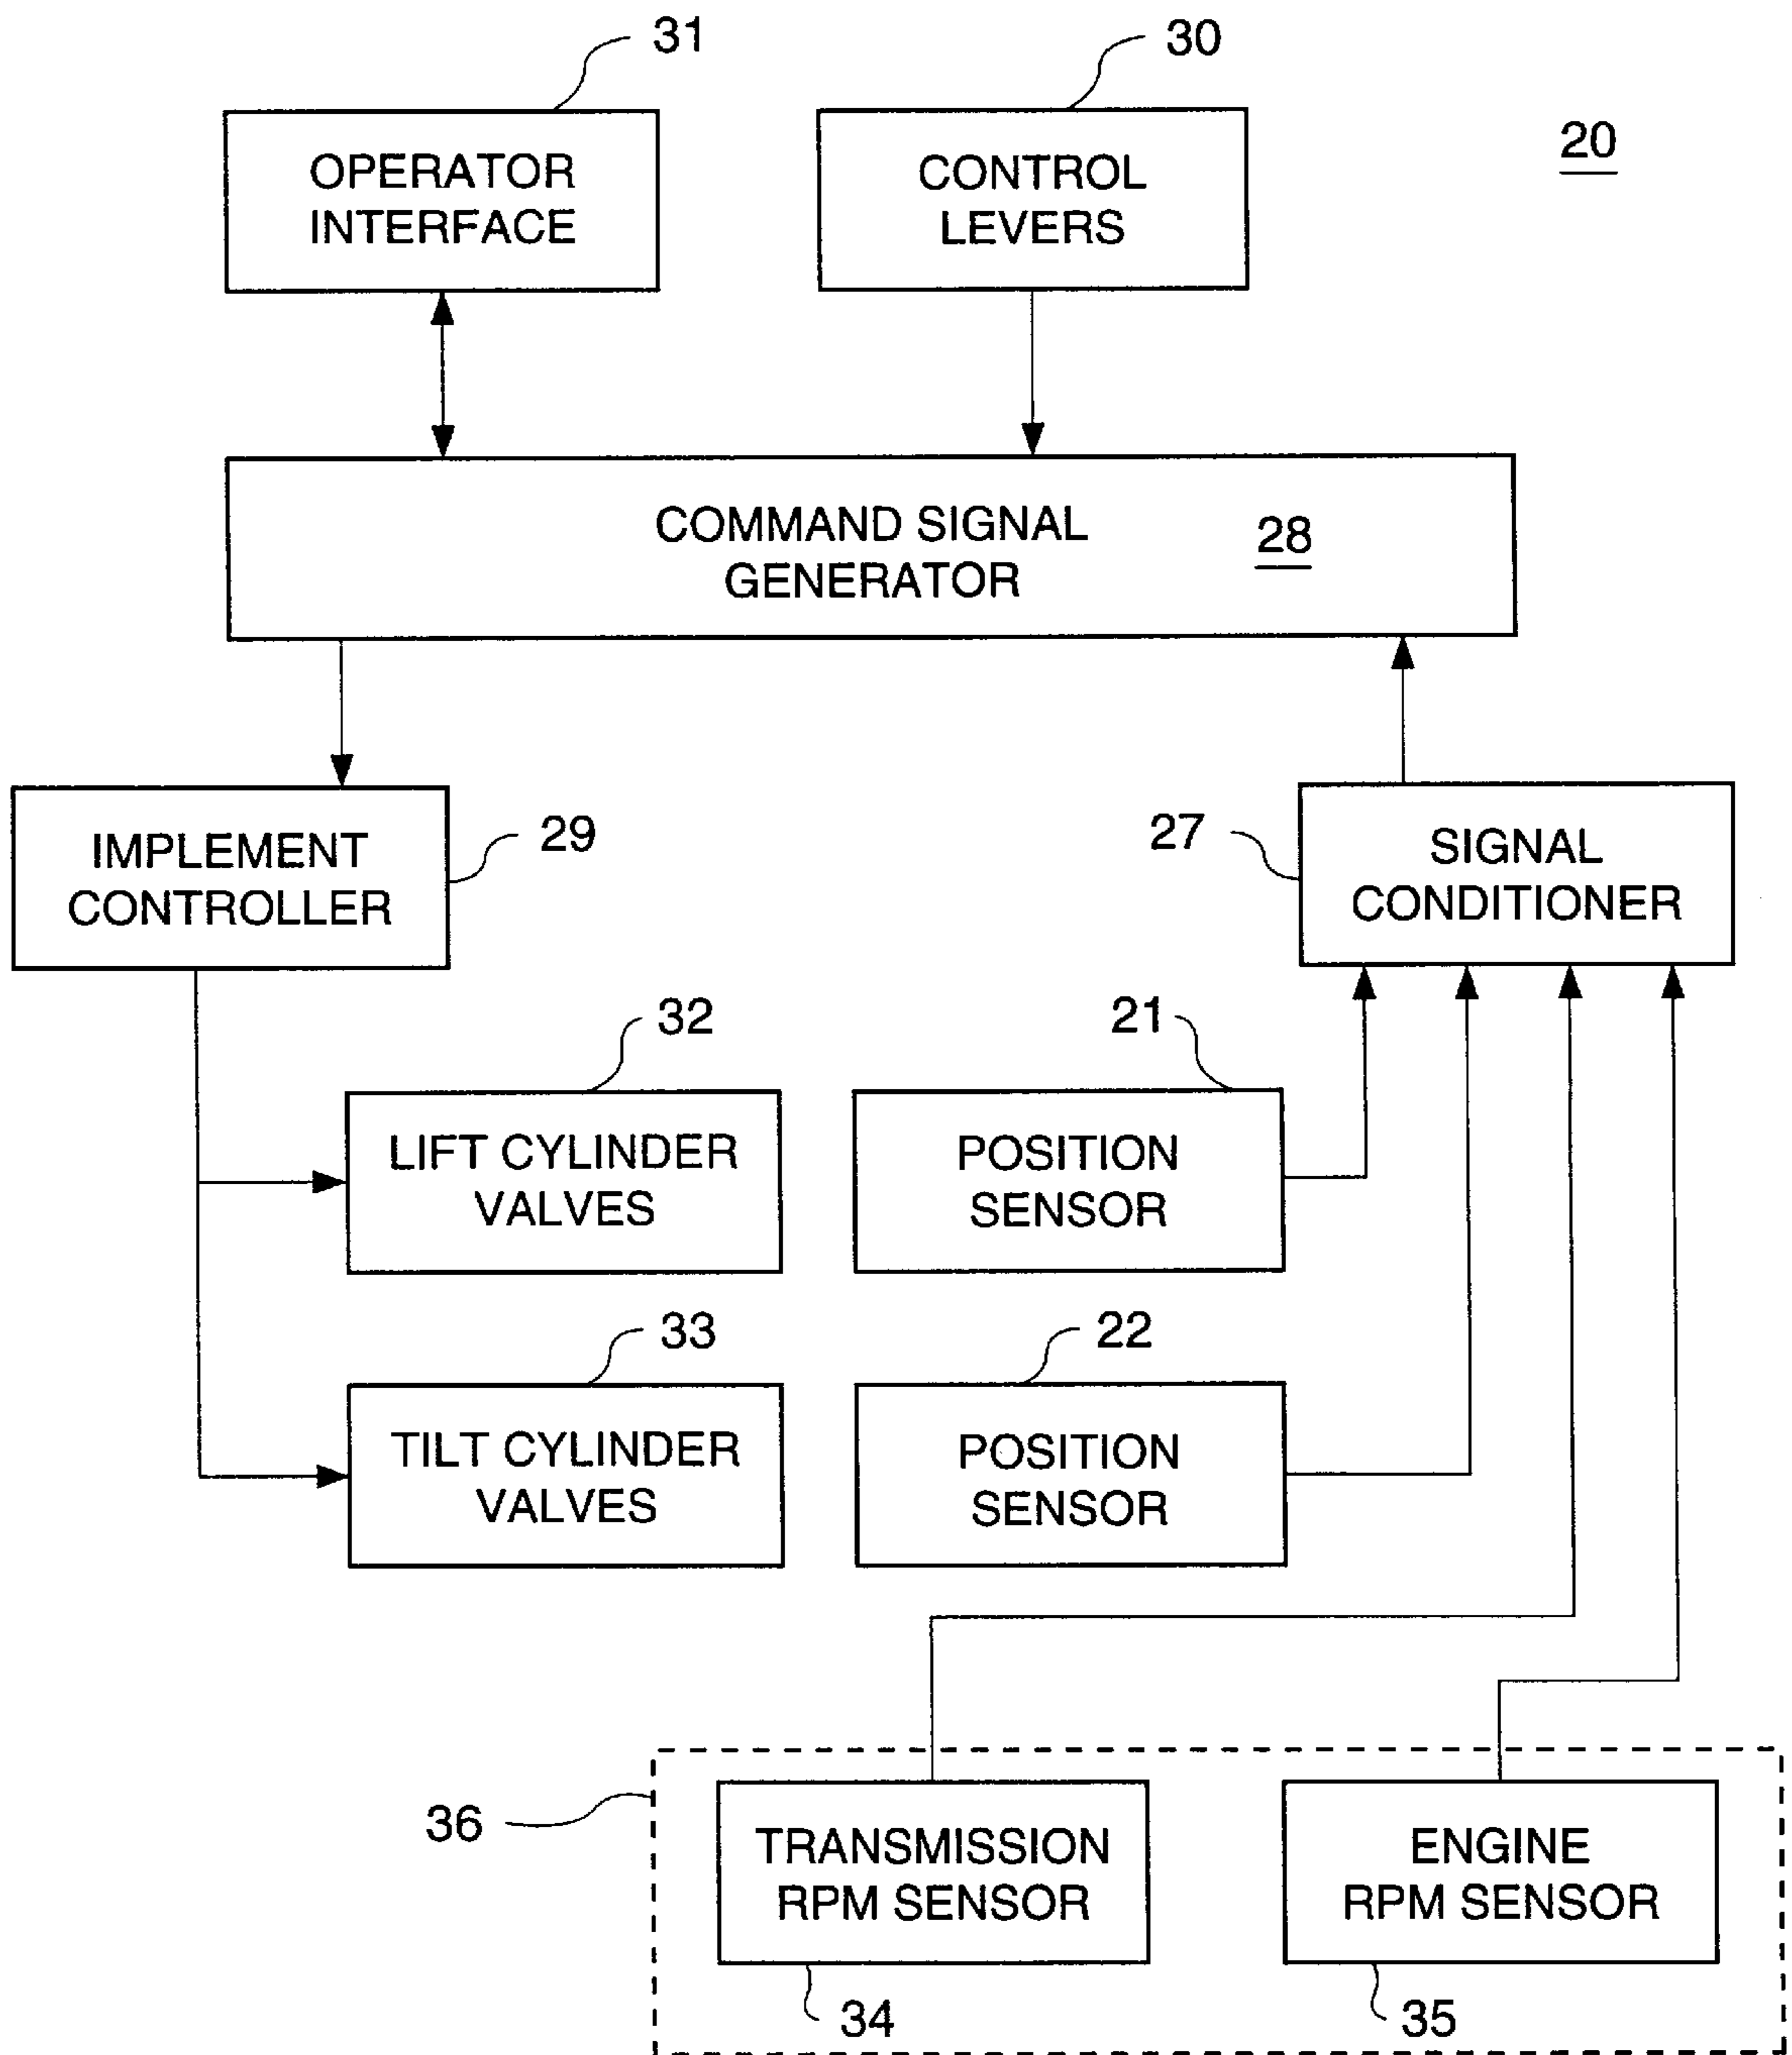 31
30
20
OPERATOR
INTERFACE
CONTROL
LEVERS
COMMAND SIGNAL
GENERATOR
28
IMPLEMENT
CONTROLLER
29
27
SIGNAL
CONDITIONER
32
21
LIFT CYLINDER
VALVES
POSITION
SENSOR
33
22
TILT CYLINDER
VALVES
POSITION
SENSOR
36
TRANSMISSION
RPM SENSOR
ENGINE
RPM SENSOR
34
35